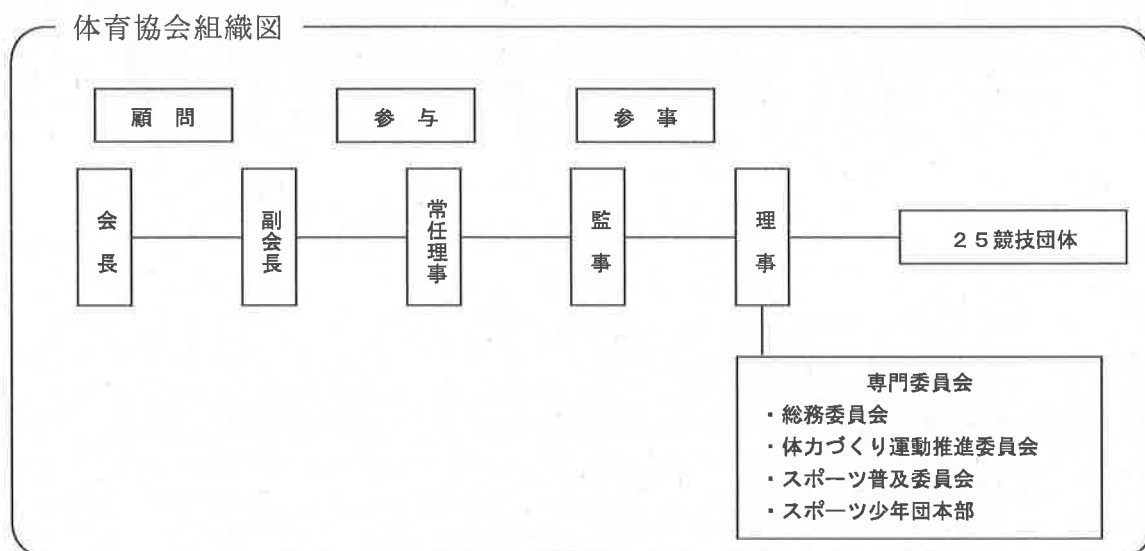 体育協会組織図
顧問
参与
参事
会長
副会長
常任理事
監事
理事
25競技団体
専門委員会
・総務委員会
・体力づくり運動推進委員会
・スポーツ普及委員会
・スポーツ少年団本部